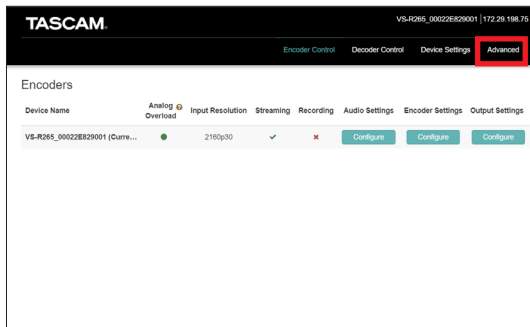 TASCAM
VS-R265_00022E829001 | 172.29.198.75
Encoder Control Decoder Control Device Settings Advanced
Encoders
Device Name Analog Overload Input Resolution Streaming Recording Audio Settings Encoder Settings Output Settings
VS-R265_00022E829001 (Curre... 2160p30 Configure Configure Configure